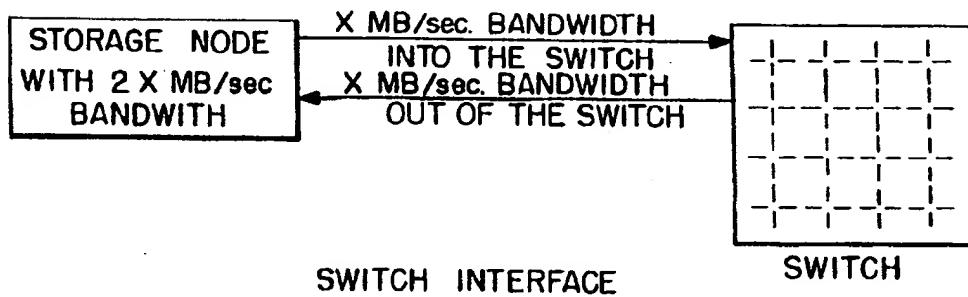 STORAGE NODE
WITH 2 X MB/sec
BANDWITH
X MB/sec. BANDWIDTH
INTO THE SWITCH
X MB/sec. BANDWIDTH
OUT OF THE SWITCH
SWITCH
SWITCH INTERFACE